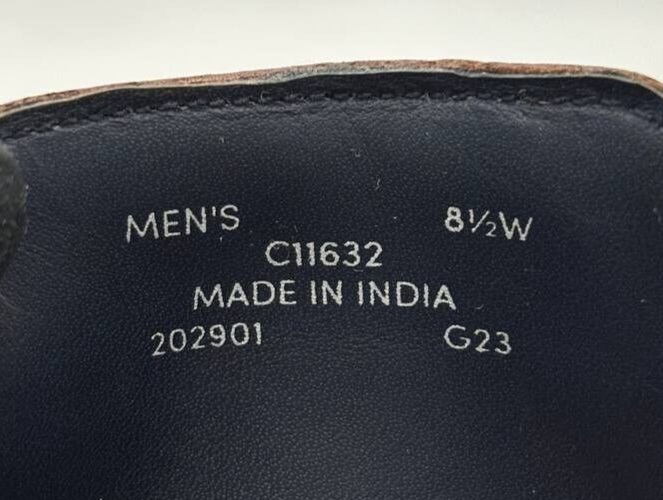 MEN'S 8½W
C11632
MADE IN INDIA
202901 G23